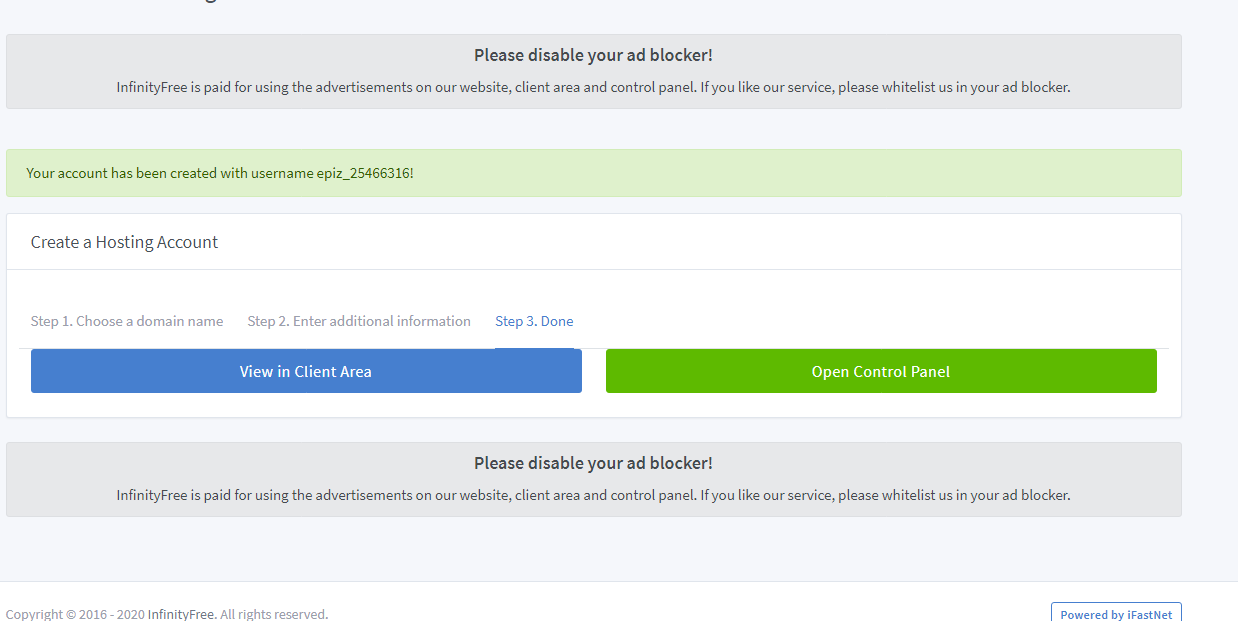 Please disable your ad blocker!
InfinityFree is paid for using the advertisements on our website, client area and control panel. If you like our service, please whitelist us in your ad blocker.
Your account has been created with username epiz_25466316!
Create a Hosting Account
Step 1. Choose a domain name Step 2. Enter additional information Step 3. Done
View in Client Area Open Control Panel
Please disable your ad blocker!
InfinityFree is paid for using the advertisements on our website, client area and control panel. If you like our service, please whitelist us in your ad blocker.
Copyright © 2016 - 2020 InfinityFree. All rights reserved. Powered by iFastNet